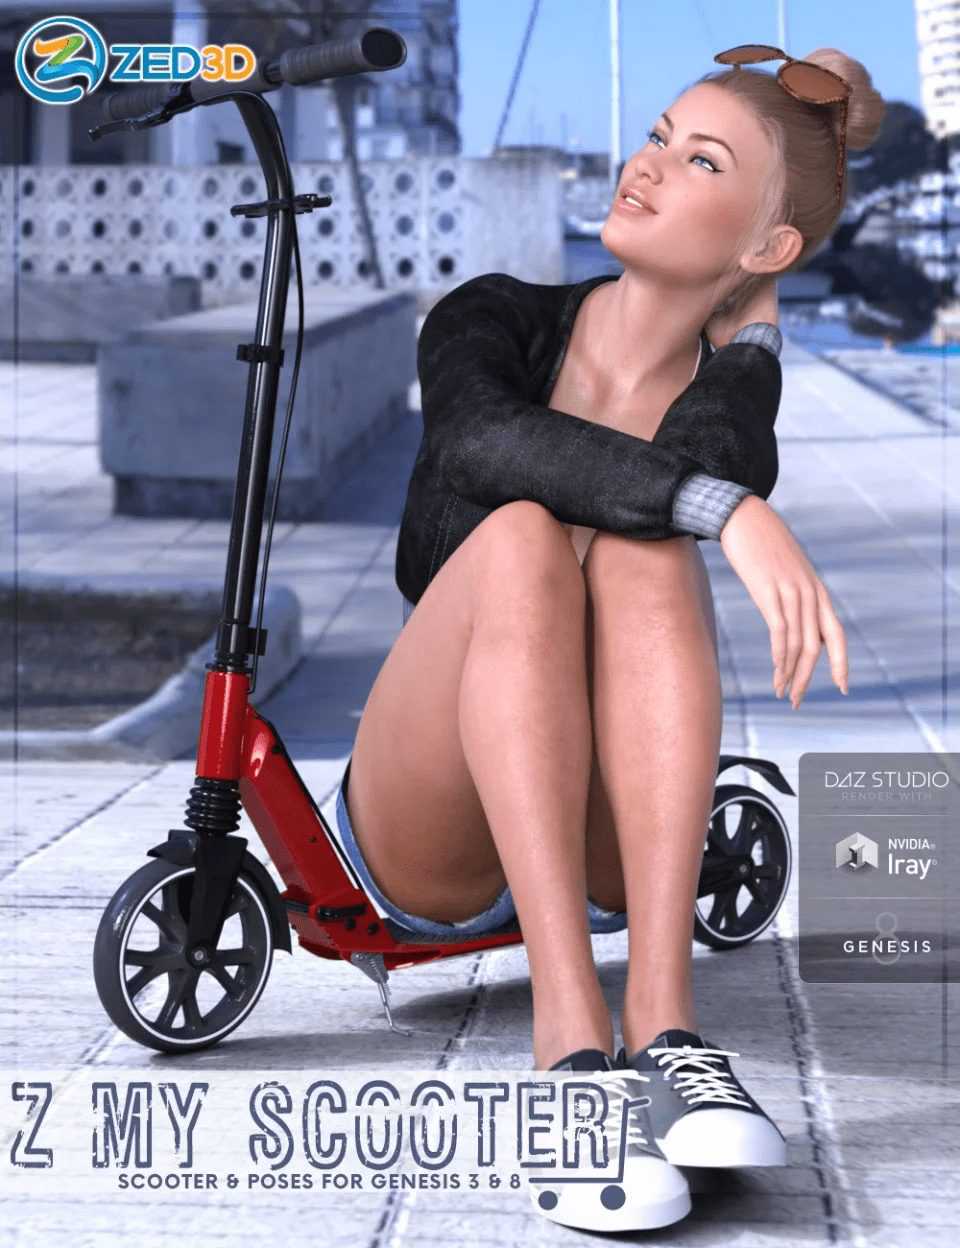 ZED3D
DAZ STUDIO
RENDER WITH
NVIDIA®
Iray®
8
GENESIS
Z MY SCOOTER
SCOOTER & POSES FOR GENESIS 3 & 8